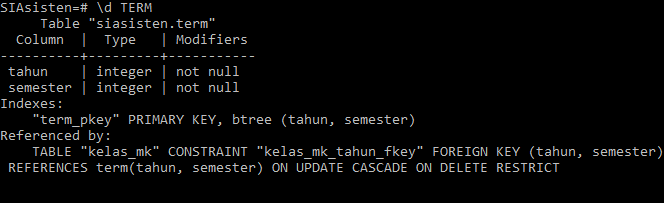 SIAsisten=# \d TERM
     Table "siasisten.term"
  Column  |  Type   | Modifiers
----------+---------+-----------
 tahun    | integer | not null
 semester | integer | not null
Indexes:
    "term_pkey" PRIMARY KEY, btree (tahun, semester)
Referenced by:
    TABLE "kelas_mk" CONSTRAINT "kelas_mk_tahun_fkey" FOREIGN KEY (tahun, semester)
 REFERENCES term(tahun, semester) ON UPDATE CASCADE ON DELETE RESTRICT